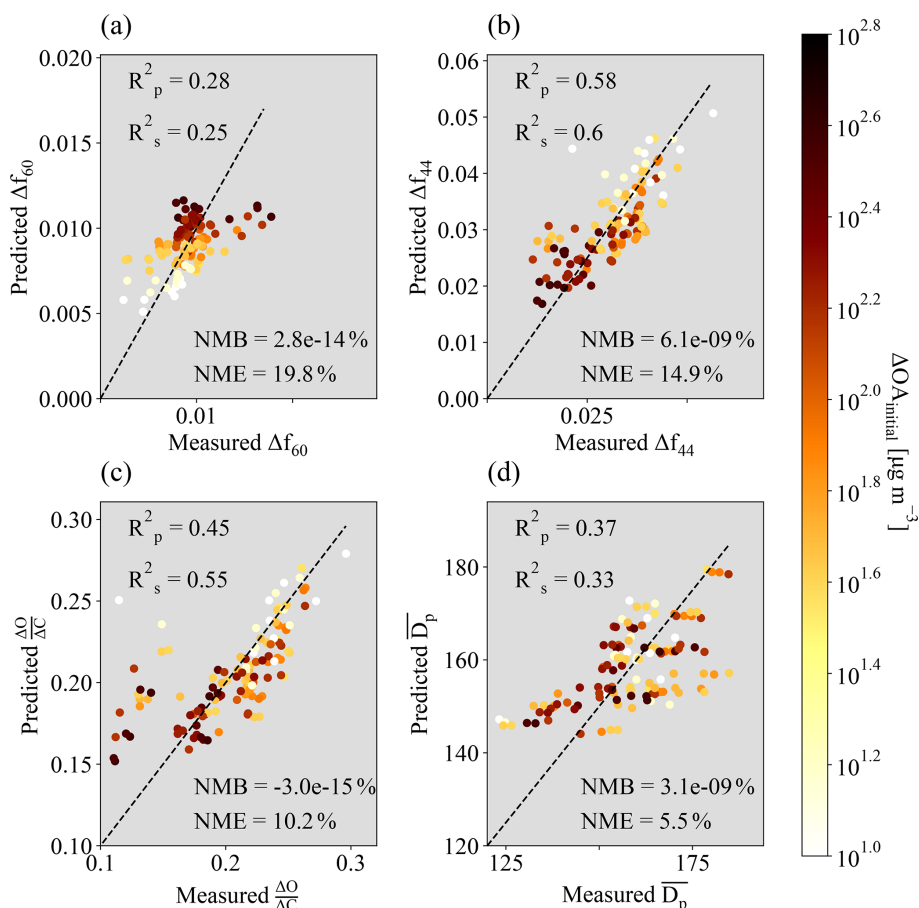 (a)
0.020
0.015
0.010
0.005
0.000
R²ₚ = 0.28
R²ₛ = 0.25
NMB = 2.8e-14%
NME = 19.8%
0.01
Predicted Δf₆₀
Measured Δf₆₀
(b)
0.06
0.05
0.04
0.03
0.02
0.01
0.00
R²ₚ = 0.58
R²ₛ = 0.6
NMB = 6.1e-09%
NME = 14.9%
0.025
Predicted Δf₄₄
Measured Δf₄₄
(c)
0.30
0.25
0.20
0.15
0.10
R²ₚ = 0.45
R²ₛ = 0.55
NMB = -3.0e-15%
NME = 10.2%
0.1 0.2 0.3
Predicted ΔO/ΔC
Measured ΔO/ΔC
(d)
180
160
140
120
R²ₚ = 0.37
R²ₛ = 0.33
NMB = 3.1e-09%
NME = 5.5%
125 175
Predicted D̅ₚ
Measured D̅ₚ
10^2.8
10^2.6
10^2.4
10^2.2
10^2.0
10^1.8
10^1.6
10^1.4
10^1.2
10^1.0
ΔOA_initial [µg m⁻³]